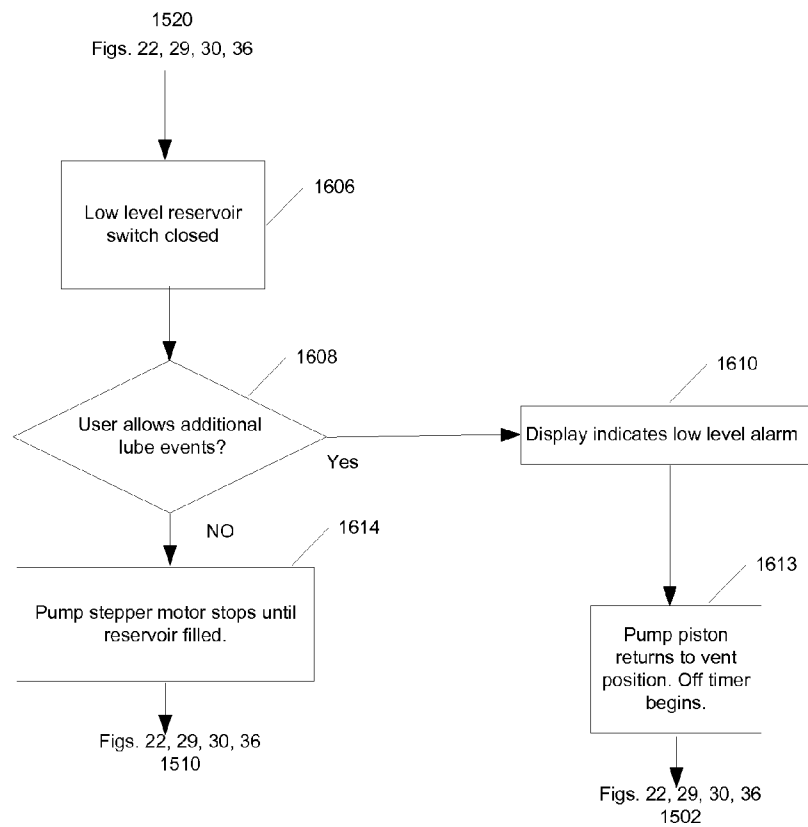 1520
Figs. 22, 29, 30, 36
1606
Low level reservoir
switch closed
1608
User allows additional
lube events?
Yes
NO
1610
Display indicates low level alarm
1614
Pump stepper motor stops until
reservoir filled.
1613
Pump piston
returns to vent
position. Off timer
begins.
Figs. 22, 29, 30, 36
1510
Figs. 22, 29, 30, 36
1502